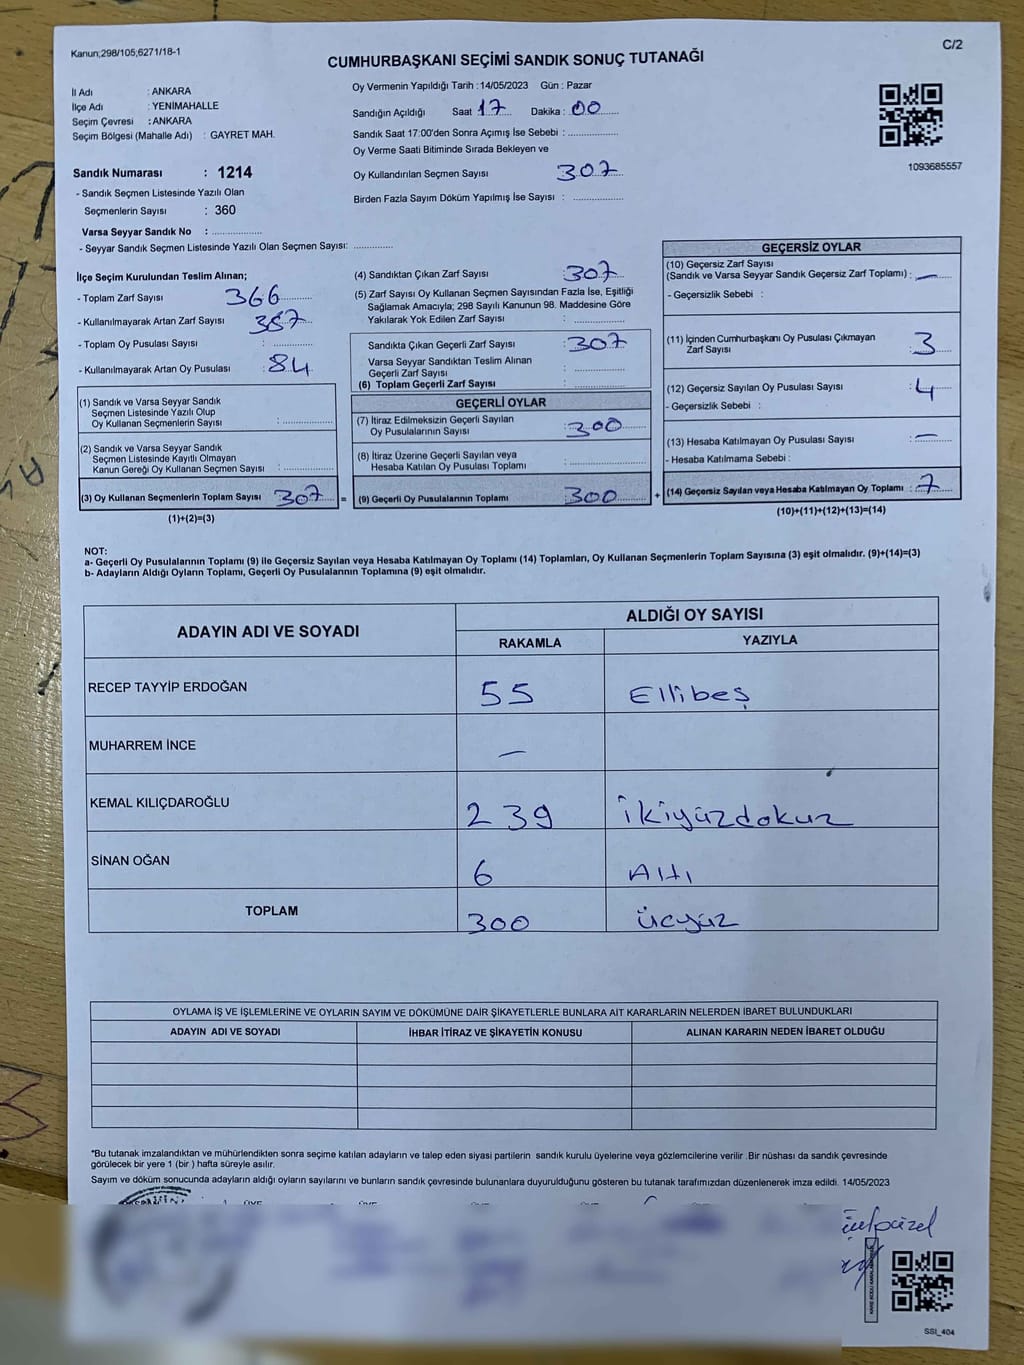 Kanun;298/105;6271/18-1
C/2
CUMHURBAŞKANI SEÇİMİ SANDIK SONUÇ TUTANAĞI
İl Adı : ANKARA
İlçe Adı : YENİMAHALLE
Seçim Çevresi : ANKARA
Seçim Bölgesi (Mahalle Adı) : GAYRET MAH.
Sandık Numarası : 1214
- Sandık Seçmen Listesinde Yazılı Olan
Seçmenlerin Sayısı : 360
Varsa Seyyar Sandık No : ..............
- Seyyar Sandık Seçmen Listesinde Yazılı Olan Seçmen Sayısı: ............
Oy Vermenin Yapıldığı Tarih : 14/05/2023 Gün : Pazar
Sandığın Açıldığı Saat 17 Dakika : 00
Sandık Saat 17:00'den Sonra Açımış İse Sebebi : ..............
Oy Verme Saati Bitiminde Sırada Bekleyen ve
Oy Kullandırılan Seçmen Sayısı 307
Birden Fazla Sayım Döküm Yapılmış İse Sayısı : ..............
1093685557
İlçe Seçim Kurulundan Teslim Alınan;
- Toplam Zarf Sayısı 366
- Kullanılmayarak Artan Zarf Sayısı 357
- Toplam Oy Pusulası Sayısı : ..............
- Kullanılmayarak Artan Oy Pusulası : 84
(1) Sandık ve Varsa Seyyar Sandık
Seçmen Listesinde Yazılı Olup
Oy Kullanan Seçmenlerin Sayısı : ..............
(2) Sandık ve Varsa Seyyar Sandık
Seçmen Listesinde Kayıtlı Olmayan
Kanun Gereği Oy Kullanan Seçmen Sayısı : ..............
(3) Oy Kullanan Seçmenlerin Toplam Sayısı 307 =
(1)+(2)=(3)
(4) Sandıktan Çıkan Zarf Sayısı : 307
(5) Zarf Sayısı Oy Kullanan Seçmen Sayısından Fazla İse, Eşitliği
Sağlamak Amacıyla; 298 Sayılı Kanunun 98. Maddesine Göre
Yakılarak Yok Edilen Zarf Sayısı : ..............
Sandıkta Çıkan Geçerli Zarf Sayısı : 307
Varsa Seyyar Sandıktan Teslim Alınan
Geçerli Zarf Sayısı : ..............
(6) Toplam Geçerli Zarf Sayısı : ..............
GEÇERLİ OYLAR
(7) İtiraz Edilmeksizin Geçerli Sayılan
Oy Pusulalarının Sayısı : 300
(8) İtiraz Üzerine Geçerli Sayılan veya
Hesaba Katılan Oy Pusulası Toplamı : ..............
(9) Geçerli Oy Pusulalarının Toplamı : 300 +
GEÇERSİZ OYLAR
(10) Geçersiz Zarf Sayısı
(Sandık ve Varsa Seyyar Sandık Geçersiz Zarf Toplamı) : —
- Geçersizlik Sebebi :
(11) İçinden Cumhurbaşkanı Oy Pusulası Çıkmayan
Zarf Sayısı : 3
(12) Geçersiz Sayılan Oy Pusulası Sayısı : 4
- Geçersizlik Sebebi :
(13) Hesaba Katılmayan Oy Pusulası Sayısı : —
- Hesaba Katılmama Sebebi :
(14) Geçersiz Sayılan veya Hesaba Katılmayan Oy Toplamı : 7
(10)+(11)+(12)+(13)=(14)
NOT:
a- Geçerli Oy Pusulalarının Toplamı (9) ile Geçersiz Sayılan veya Hesaba Katılmayan Oy Toplamı (14) Toplamları, Oy Kullanan Seçmenlerin Toplam Sayısına (3) eşit olmalıdır. (9)+(14)=(3)
b- Adayların Aldığı Oyların Toplamı, Geçerli Oy Pusulalarının Toplamına (9) eşit olmalıdır.
ADAYIN ADI VE SOYADI
ALDIĞI OY SAYISI
RAKAMLA YAZIYLA
RECEP TAYYİP ERDOĞAN 55 Ellibeş
MUHARREM İNCE —
KEMAL KILIÇDAROĞLU 239 ikiyüzdokuz
SİNAN OĞAN 6 Altı
TOPLAM 300 üçyüz
OYLAMA İŞ VE İŞLEMLERİNE VE OYLARIN SAYIM VE DÖKÜMÜNE DAİR ŞİKAYETLERLE BUNLARA AİT KARARLARIN NELERDEN İBARET BULUNDUKLARI
ADAYIN ADI VE SOYADI İHBAR İTİRAZ VE ŞİKAYETİN KONUSU ALINAN KARARIN NEDEN İBARET OLDUĞU
*Bu tutanak imzalandıktan ve mühürlendikten sonra seçime katılan adayların ve talep eden siyasi partilerin sandık kurulu üyelerine veya gözlemcilerine verilir .Bir nüshası da sandık çevresinde
görülecek bir yere 1 (bir ) hafta süreyle asılır.
Sayım ve döküm sonucunda adayların aldığı oyların sayılarını ve bunların sandık çevresinde bulunanlara duyurulduğunu gösteren bu tutanak tarafımızdan düzenlenerek imza edildi. 14/05/2023
SSI_404